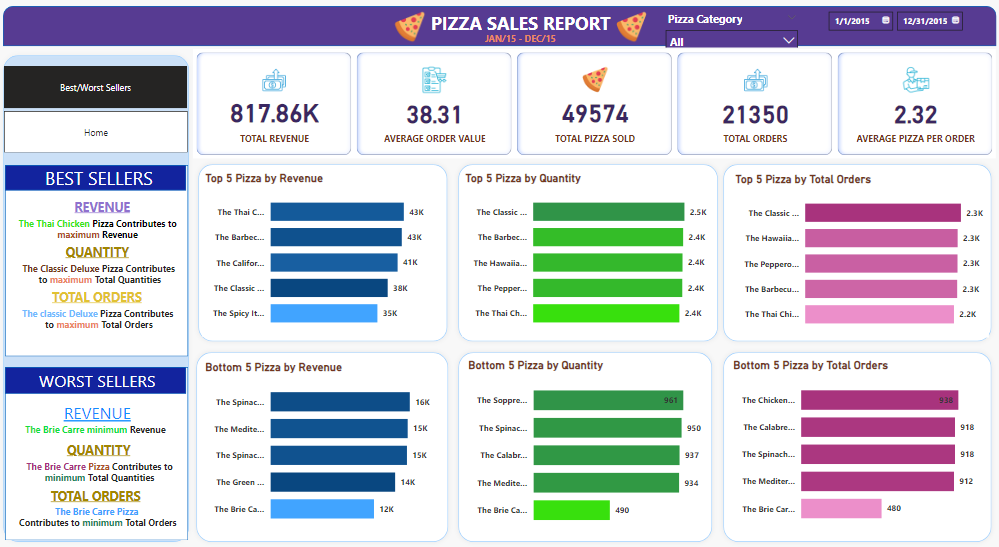 PIZZA SALES REPORT
JAN/15 - DEC/15
Pizza Category
All
1/1/2015
12/31/2015
Best/Worst Sellers
Home
817.86K
TOTAL REVENUE
38.31
AVERAGE ORDER VALUE
49574
TOTAL PIZZA SOLD
21350
TOTAL ORDERS
2.32
AVERAGE PIZZA PER ORDER
BEST SELLERS
REVENUE
The Thai Chicken Pizza Contributes to
maximum Revenue
QUANTITY
The Classic Deluxe Pizza Contributes
to maximum Total Quantities
TOTAL ORDERS
The classic Deluxe Pizza Contributes
to maximum Total Orders
WORST SELLERS
REVENUE
The Brie Carre minimum Revenue
QUANTITY
The Brie Carre Pizza Contributes to
minimum Total Quantities
TOTAL ORDERS
The Brie Carre Pizza
Contributes to minimum Total Orders
Top 5 Pizza by Revenue
The Thai C... 43K
The Barbec... 43K
The Califor... 41K
The Classic ... 38K
The Spicy It... 35K
Top 5 Pizza by Quantity
The Classic ... 2.5K
The Barbec... 2.4K
The Hawaiia... 2.4K
The Pepper... 2.4K
The Thai Ch... 2.4K
Top 5 Pizza by Total Orders
The Classic ... 2.3K
The Hawaiia... 2.3K
The Peppero... 2.3K
The Barbecu... 2.3K
The Thai Chi... 2.2K
Bottom 5 Pizza by Revenue
The Spinac... 16K
The Medite... 15K
The Spinac... 15K
The Green ... 14K
The Brie Ca... 12K
Bottom 5 Pizza by Quantity
The Soppre... 961
The Spinac... 950
The Calabr... 937
The Medite... 934
The Brie Ca... 490
Bottom 5 Pizza by Total Orders
The Chicken... 938
The Calabre... 918
The Spinach... 918
The Mediter... 912
The Brie Car... 480